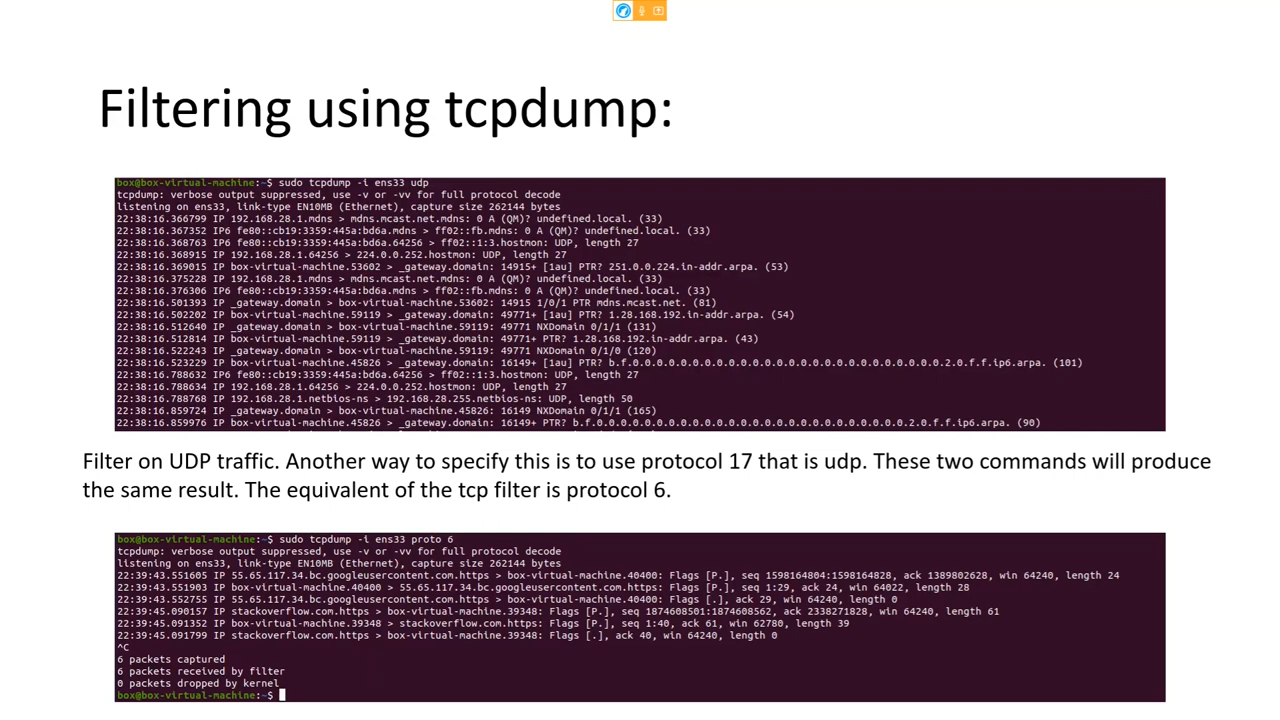 Filtering using tcpdump:
box@box-virtual-machine:~$ sudo tcpdump -i ens33 udp
tcpdump: verbose output suppressed, use -v or -vv for full protocol decode
listening on ens33, link-type EN10MB (Ethernet), capture size 262144 bytes
22:38:16.366799 IP 192.168.28.1.mdns > mdns.mcast.net.mdns: 0 A (QM)? undefined.local. (33)
22:38:16.367352 IP6 fe80::cb19:3359:445a:bd6a.mdns > ff02::fb.mdns: 0 A (QM)? undefined.local. (33)
22:38:16.368763 IP6 fe80::cb19:3359:445a:bd6a.64256 > ff02::1:3.hostmon: UDP, length 27
22:38:16.368915 IP 192.168.28.1.64256 > 224.0.0.252.hostmon: UDP, length 27
22:38:16.369015 IP box-virtual-machine.53602 > _gateway.domain: 14915+ [1au] PTR? 251.0.0.224.in-addr.arpa. (53)
22:38:16.375228 IP 192.168.28.1.mdns > mdns.mcast.net.mdns: 0 A (QM)? undefined.local. (33)
22:38:16.376306 IP6 fe80::cb19:3359:445a:bd6a.mdns > ff02::fb.mdns: 0 A (QM)? undefined.local. (33)
22:38:16.501393 IP _gateway.domain > box-virtual-machine.53602: 14915 1/0/1 PTR mdns.mcast.net. (81)
22:38:16.502202 IP box-virtual-machine.59119 > _gateway.domain: 49771+ [1au] PTR? 1.28.168.192.in-addr.arpa. (54)
22:38:16.512640 IP _gateway.domain > box-virtual-machine.59119: 49771 NXDomain 0/1/1 (131)
22:38:16.512814 IP box-virtual-machine.59119 > _gateway.domain: 49771+ PTR? 1.28.168.192.in-addr.arpa. (43)
22:38:16.522243 IP _gateway.domain > box-virtual-machine.59119: 49771 NXDomain 0/1/0 (120)
22:38:16.523229 IP box-virtual-machine.45826 > _gateway.domain: 16149+ [1au] PTR? b.f.0.0.0.0.0.0.0.0.0.0.0.0.0.0.0.0.0.0.0.0.0.0.0.0.0.0.2.0.f.f.ip6.arpa. (101)
22:38:16.788632 IP6 fe80::cb19:3359:445a:bd6a.64256 > ff02::1:3.hostmon: UDP, length 27
22:38:16.788634 IP 192.168.28.1.64256 > 224.0.0.252.hostmon: UDP, length 27
22:38:16.788768 IP 192.168.28.1.netbios-ns > 192.168.28.255.netbios-ns: UDP, length 50
22:38:16.859724 IP _gateway.domain > box-virtual-machine.45826: 16149 NXDomain 0/1/1 (165)
22:38:16.859976 IP box-virtual-machine.45826 > _gateway.domain: 16149+ PTR? b.f.0.0.0.0.0.0.0.0.0.0.0.0.0.0.0.0.0.0.0.0.0.0.0.0.0.0.2.0.f.f.ip6.arpa. (90)
Filter on UDP traffic. Another way to specify this is to use protocol 17 that is udp. These two commands will produce
the same result. The equivalent of the tcp filter is protocol 6.
box@box-virtual-machine:~$ sudo tcpdump -i ens33 proto 6
tcpdump: verbose output suppressed, use -v or -vv for full protocol decode
listening on ens33, link-type EN10MB (Ethernet), capture size 262144 bytes
22:39:43.551605 IP 55.65.117.34.bc.googleusercontent.com.https > box-virtual-machine.40400: Flags [P.], seq 1598164804:1598164828, ack 1389802628, win 64240, length 24
22:39:43.551903 IP box-virtual-machine.40400 > 55.65.117.34.bc.googleusercontent.com.https: Flags [P.], seq 1:29, ack 24, win 64022, length 28
22:39:43.552755 IP 55.65.117.34.bc.googleusercontent.com.https > box-virtual-machine.40400: Flags [.], ack 29, win 64240, length 0
22:39:45.090157 IP stackoverflow.com.https > box-virtual-machine.39348: Flags [P.], seq 1874608501:1874608562, ack 2338271828, win 64240, length 61
22:39:45.091352 IP box-virtual-machine.39348 > stackoverflow.com.https: Flags [P.], seq 1:40, ack 61, win 62780, length 39
22:39:45.091799 IP stackoverflow.com.https > box-virtual-machine.39348: Flags [.], ack 40, win 64240, length 0
^C
6 packets captured
6 packets received by filter
0 packets dropped by kernel
box@box-virtual-machine:~$